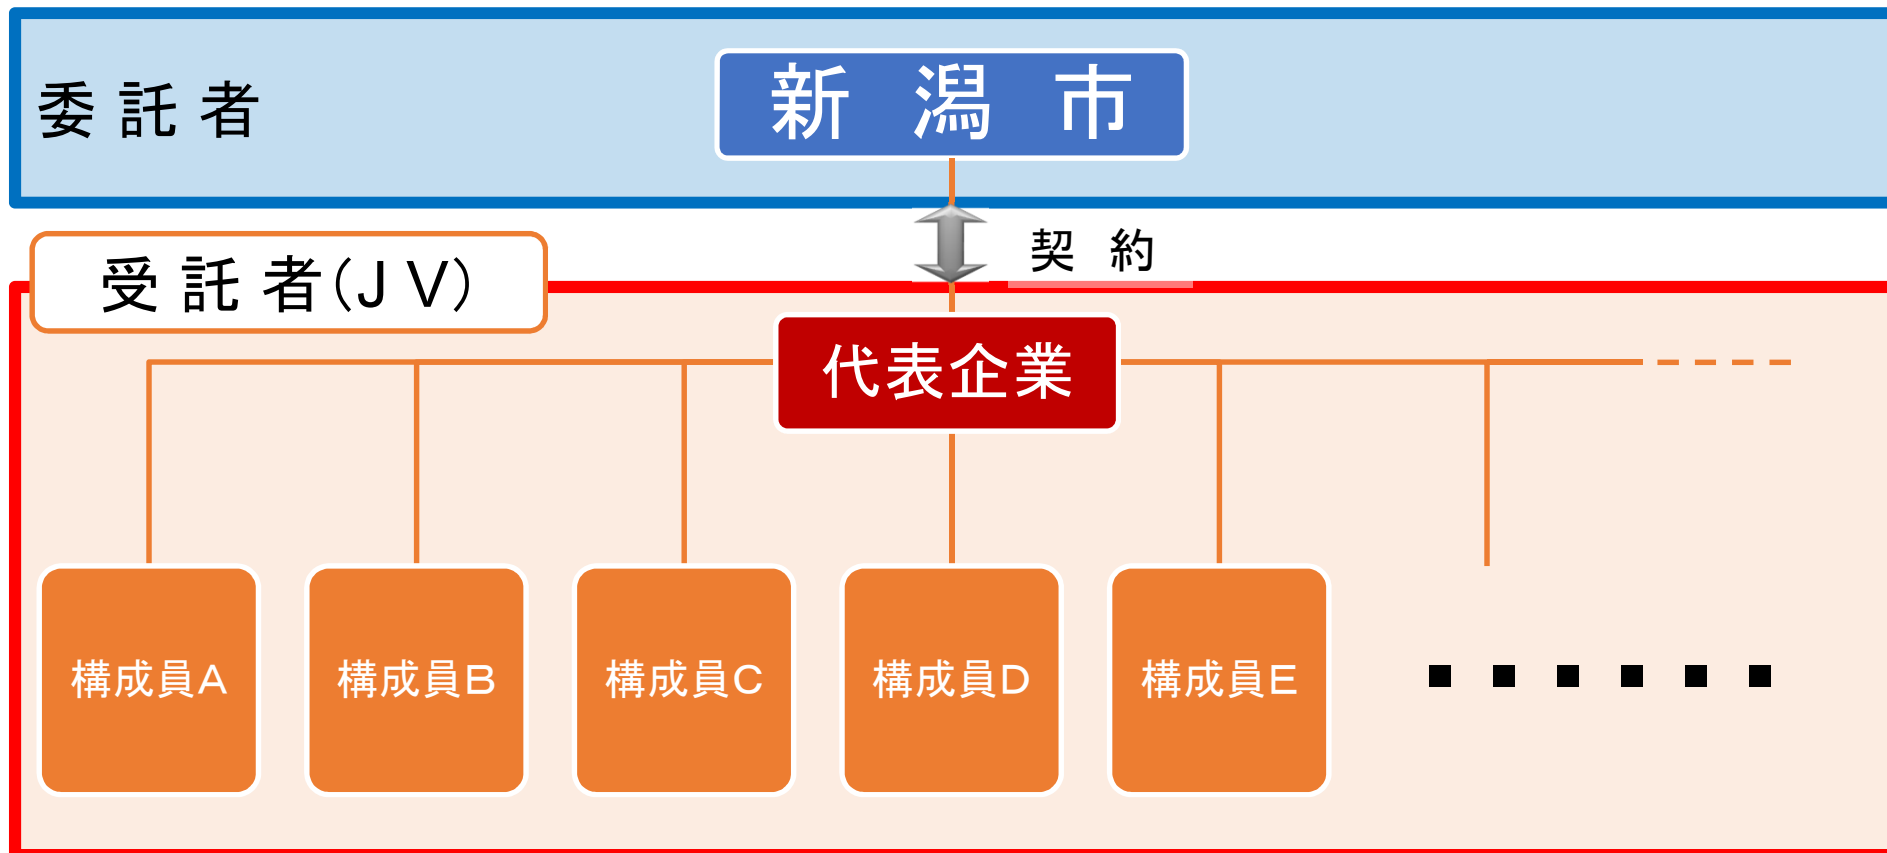 委託者
新潟市
契約
受託者(JV)
代表企業
構成員A
構成員B
構成員C
構成員D
構成員E
▪▪▪▪▪▪